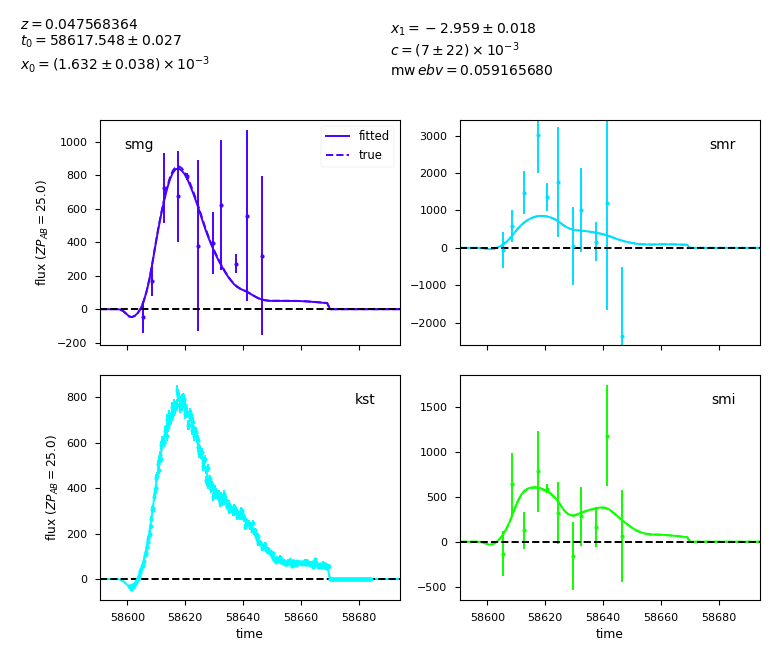 z = 0.047568364
t₀ = 58617.548 ± 0.027
x₀ = (1.632 ± 0.038) × 10⁻³
x₁ = −2.959 ± 0.018
c = (7 ± 22) × 10⁻³
mw ebv = 0.059165680
smg
fitted
true
flux (ZP_AB = 25.0)
1000
800
600
400
200
0
−200
smr
3000
2000
1000
0
−1000
−2000
kst
flux (ZP_AB = 25.0)
800
600
400
200
0
58600 58620 58640 58660 58680
time
smi
1500
1000
500
0
−500
58600 58620 58640 58660 58680
time